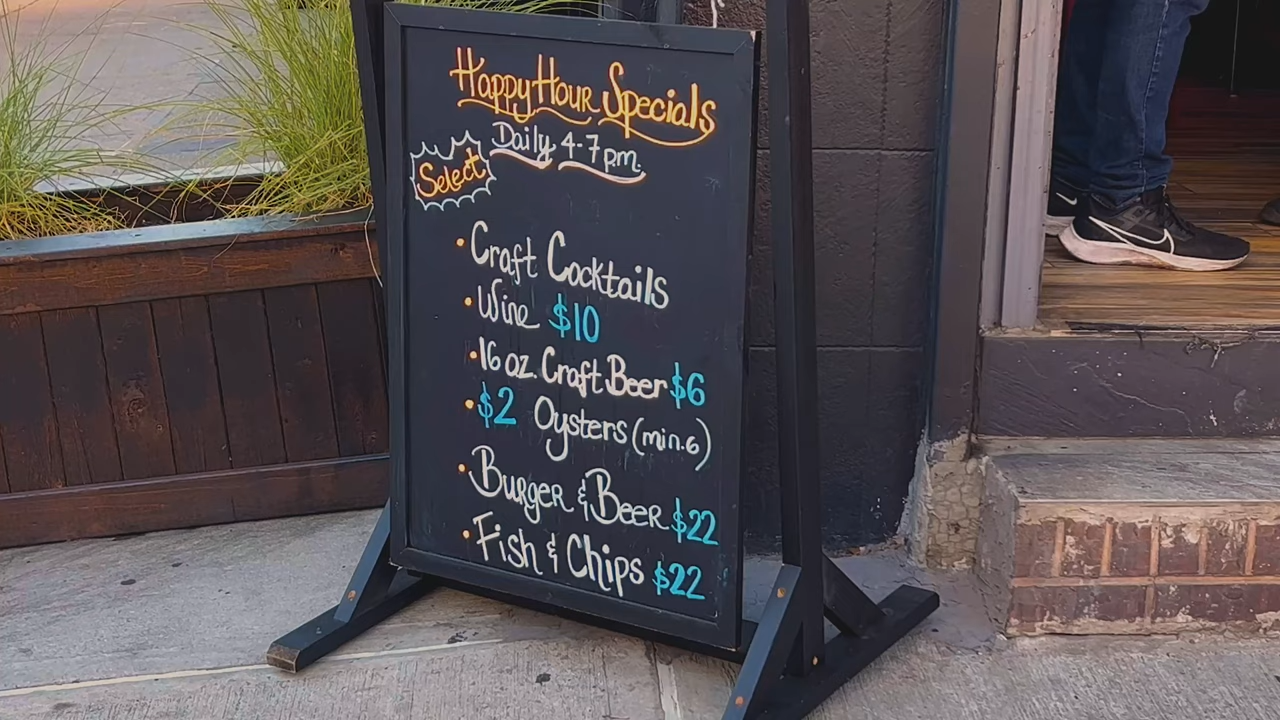 Happy Hour Specials
Daily 4-7 p.m.
Select
• Craft Cocktails
• Wine $10
• 16 oz. Craft Beer $6
• $2 Oysters (min.6)
• Burger & Beer $22
• Fish & Chips $22